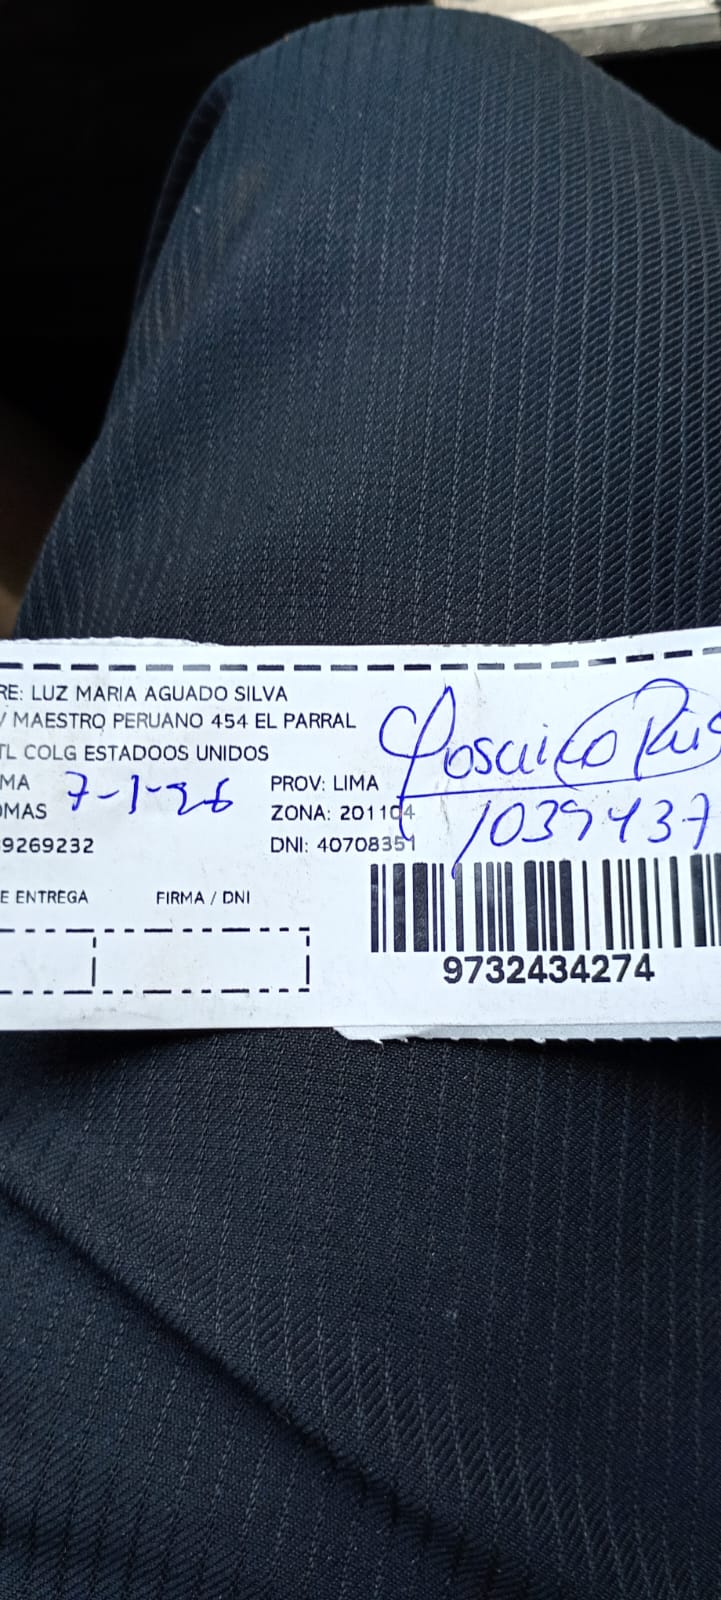 RE: LUZ MARIA AGUADO SILVA
/ MAESTRO PERUANO 454 EL PARRAL
TL COLG ESTADOOS UNIDOS
MA
7-1-26
PROV: LIMA
OMAS
ZONA: 201104
9269232
DNI: 40708351
1039437
E ENTREGA
FIRMA / DNI
9732434274